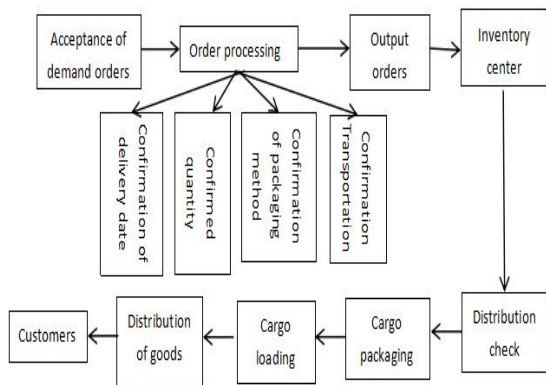 Acceptance of
demand orders
Order processing
Output
orders
Inventory
center
Confirmation of
delivery date
Confirmed
quantity
Confirmation
of packaging
method
Confirmation
Transportation
Customers
Distribution
of goods
Cargo
loading
Cargo
packaging
Distribution
check